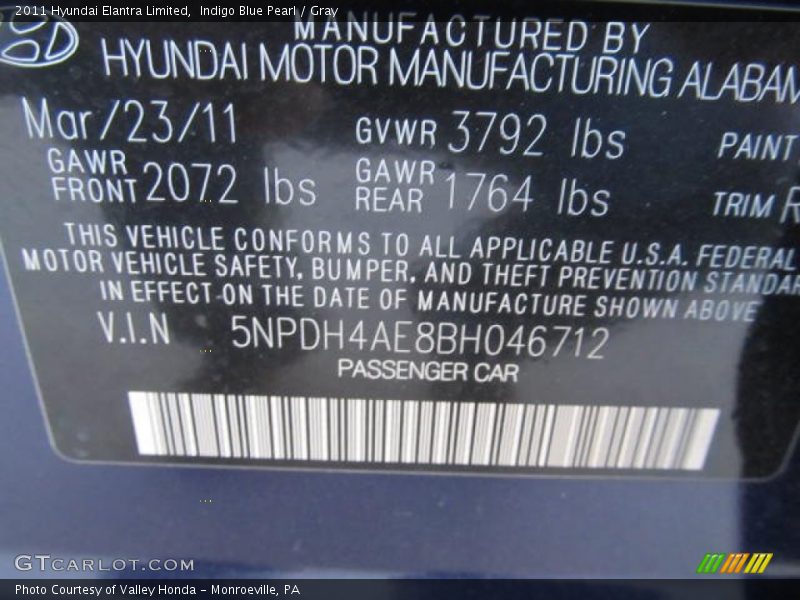 2011 Hyundai Elantra Limited, Indigo Blue Pearl / Gray
MANUFACTURED BY
HYUNDAI MOTOR MANUFACTURING ALABAM
Mar/23/11 GVWR 3792 lbs PAINT
GAWR FRONT 2072 lbs GAWR REAR 1764 lbs TRIM
THIS VEHICLE CONFORMS TO ALL APPLICABLE U.S.A. FEDERAL
MOTOR VEHICLE SAFETY, BUMPER, AND THEFT PREVENTION STANDAR
IN EFFECT ON THE DATE OF MANUFACTURE SHOWN ABOVE
V.I.N 5NPDH4AE8BH046712
PASSENGER CAR
GTCARLOT.COM
Photo Courtesy of Valley Honda - Monroeville, PA